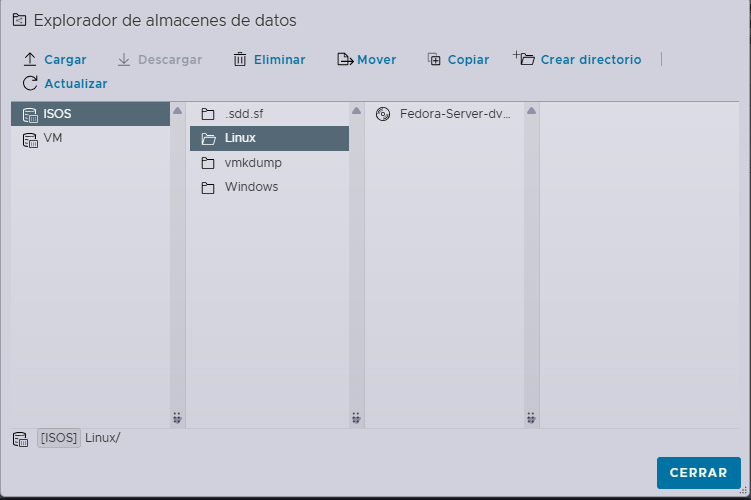 Explorador de almacenes de datos
Cargar Descargar Eliminar Mover Copiar Crear directorio
Actualizar
ISOS .sdd.sf Fedora-Server-dv...
VM Linux
vmkdump
Windows
[ISOS] Linux/
CERRAR